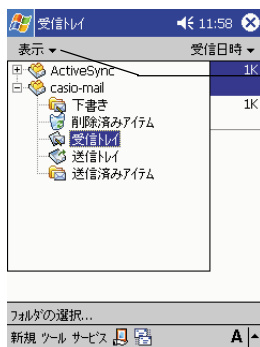 受信ﾄﾚｲ 11:58
表示 受信日時
ActiveSync 1K
casio-mail
下書き 1K
削除済みｱｲﾃﾑ
受信ﾄﾚｲ
送信ﾄﾚｲ
送信済みｱｲﾃﾑ
ﾌｫﾙﾀﾞの選択...
新規 ﾂｰﾙ ｻｰﾋﾞｽ A